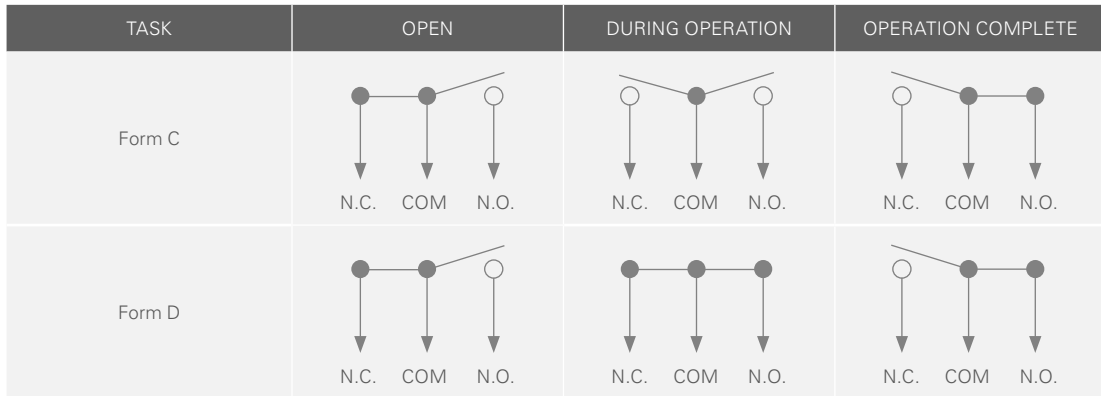 TASK OPEN DURING OPERATION OPERATION COMPLETE
Form C
N.C. COM N.O. N.C. COM N.O. N.C. COM N.O.
Form D
N.C. COM N.O. N.C. COM N.O. N.C. COM N.O.